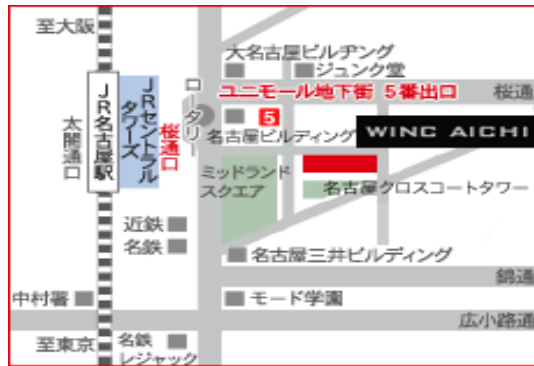 至大阪
大名古屋ビルヂング
ジュンク堂
ユニモール地下街 5番出口
桜通
ロータリー
JRセントラル
タワーズ
JR名古屋駅
太閤通口
桜通口
5
名古屋ビルディング
WINC AICHI
ミッドランド
スクエア
名古屋クロスコートタワー
近鉄
名鉄
名古屋三井ビルディング
錦通
中村署
モード学園
広小路通
至東京
名鉄
レジャック